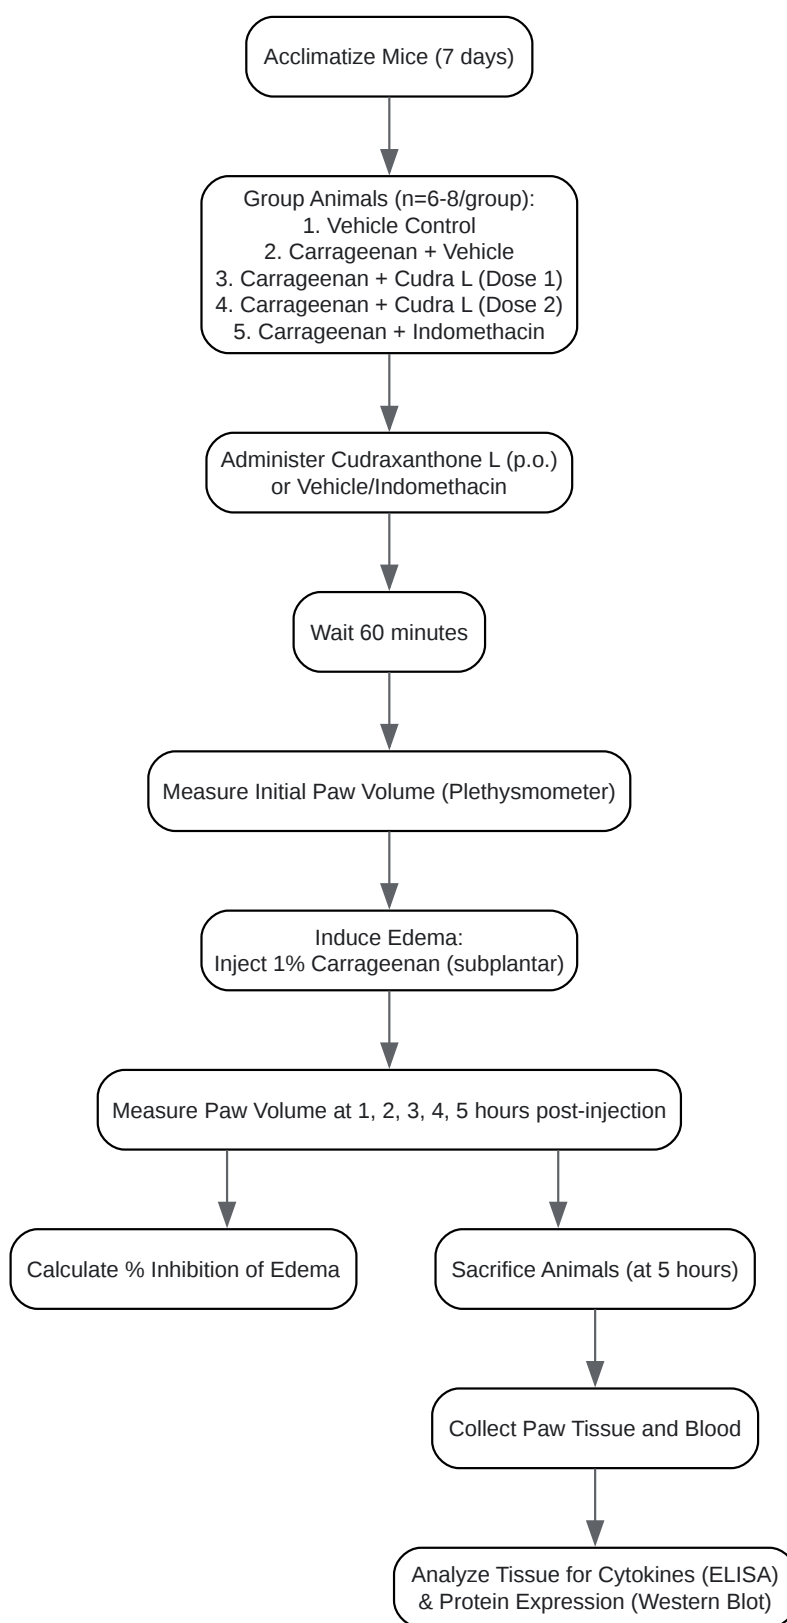 Acclimatize Mice (7 days)
Group Animals (n=6-8/group):
1. Vehicle Control
2. Carrageenan + Vehicle
3. Carrageenan + Cudra L (Dose 1)
4. Carrageenan + Cudra L (Dose 2)
5. Carrageenan + Indomethacin
Administer Cudraxanthone L (p.o.)
or Vehicle/Indomethacin
Wait 60 minutes
Measure Initial Paw Volume (Plethysmometer)
Induce Edema:
Inject 1% Carrageenan (subplantar)
Measure Paw Volume at 1, 2, 3, 4, 5 hours post-injection
Calculate % Inhibition of Edema
Sacrifice Animals (at 5 hours)
Collect Paw Tissue and Blood
Analyze Tissue for Cytokines (ELISA)
& Protein Expression (Western Blot)